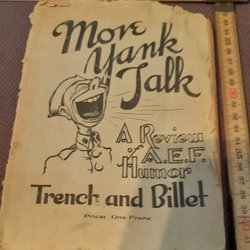 More
Yank
Talk
A Review
of A.E.F.
Humor
Trench and Billet
Price: One Franc